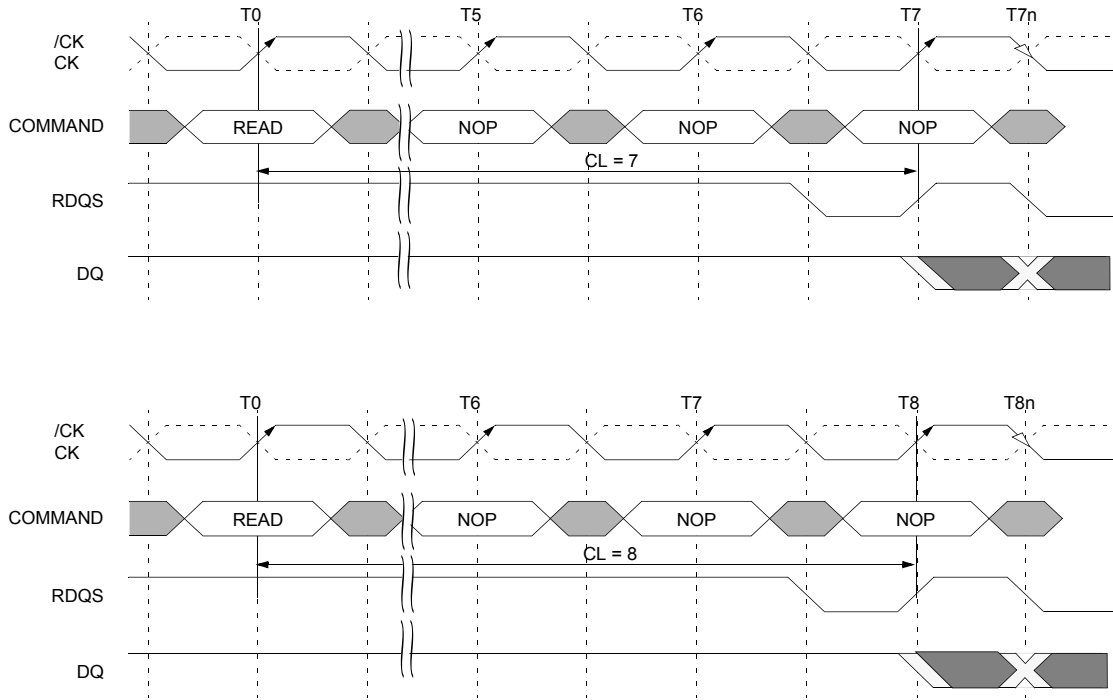 T0 T5 T6 T7 T7n
/CK
CK
COMMAND READ NOP NOP NOP
CL = 7
RDQS
DQ
T0 T6 T7 T8 T8n
/CK
CK
COMMAND READ NOP NOP NOP
CL = 8
RDQS
DQ